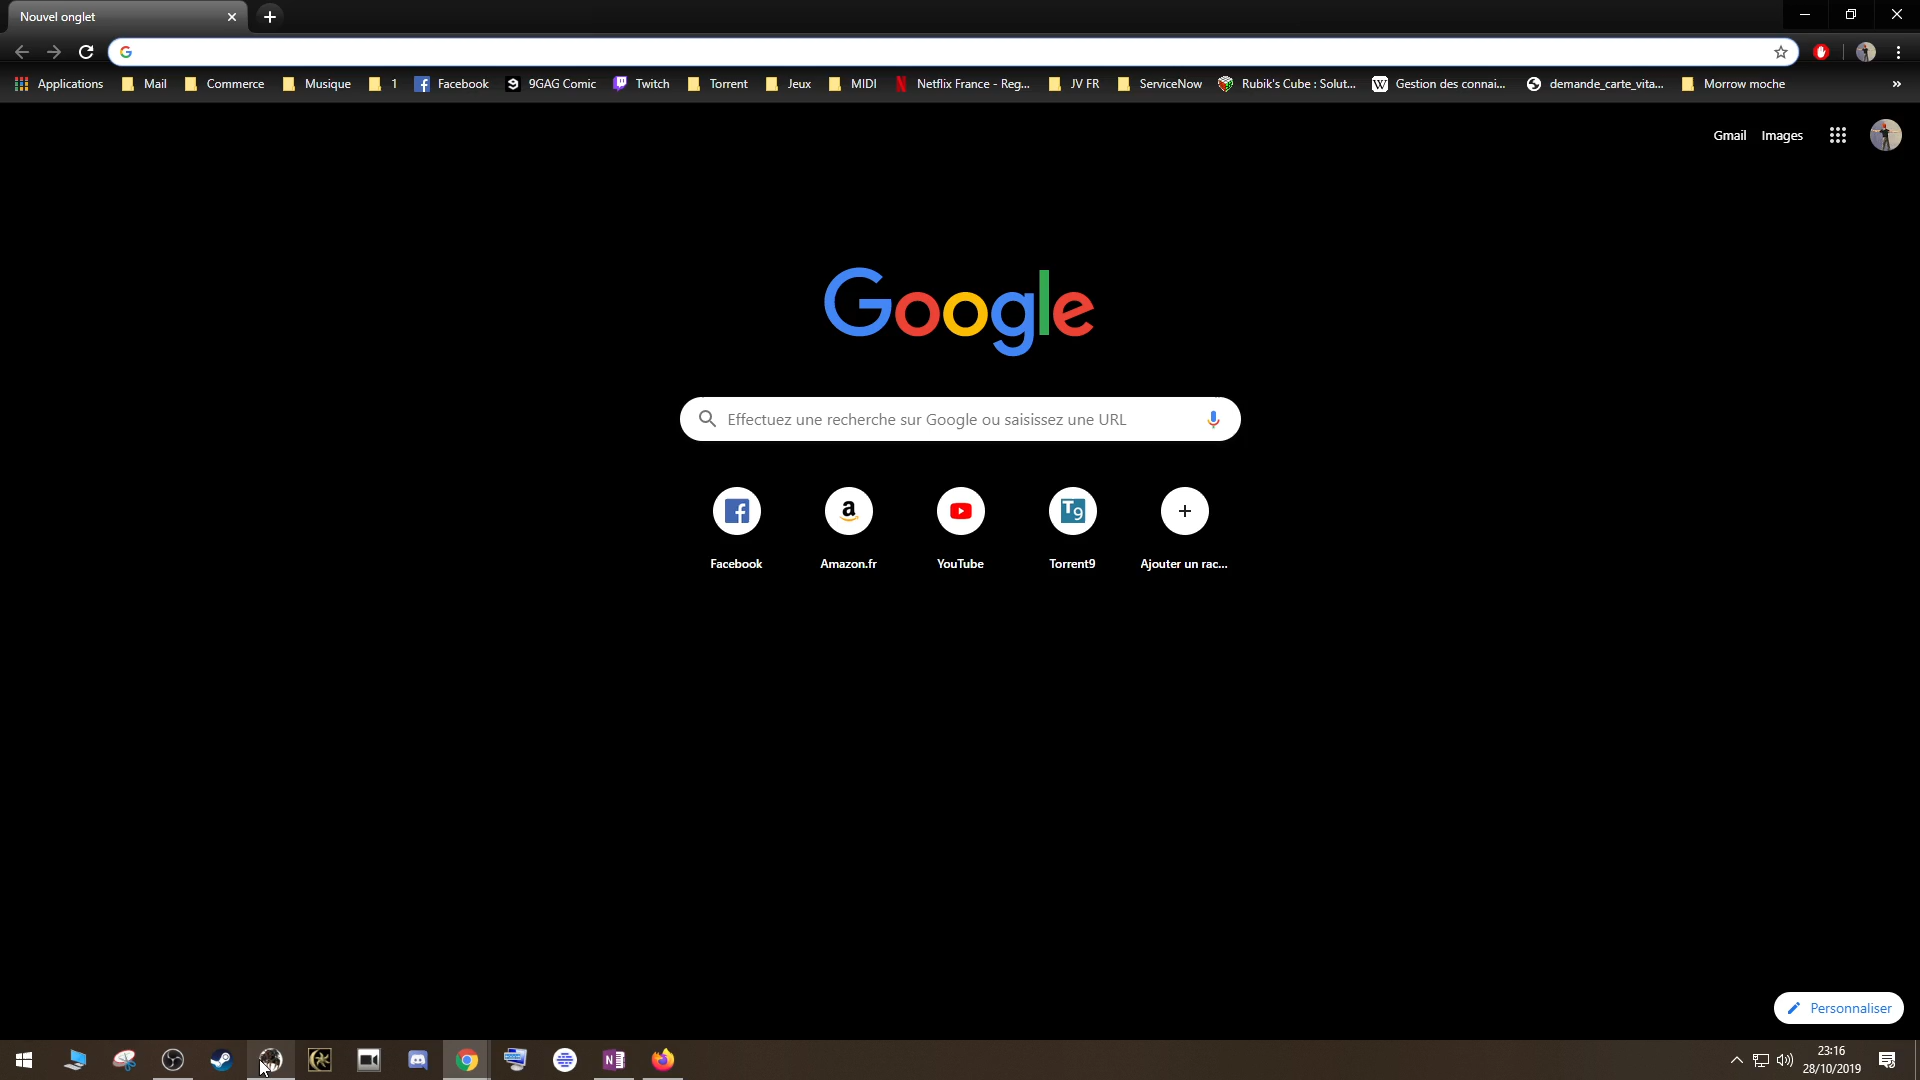 Nouvel onglet
Applications Mail Commerce Musique 1 Facebook 9GAG Comic Twitch Torrent Jeux MIDI Netflix France - Reg... JV FR ServiceNow Rubik's Cube : Solut... W Gestion des connai... demande_carte_vita... Morrow moche »
Gmail Images
Google
Effectuez une recherche sur Google ou saisissez une URL
Facebook Amazon.fr YouTube Torrent9 Ajouter un rac...
Personnaliser
23:16
28/10/2019